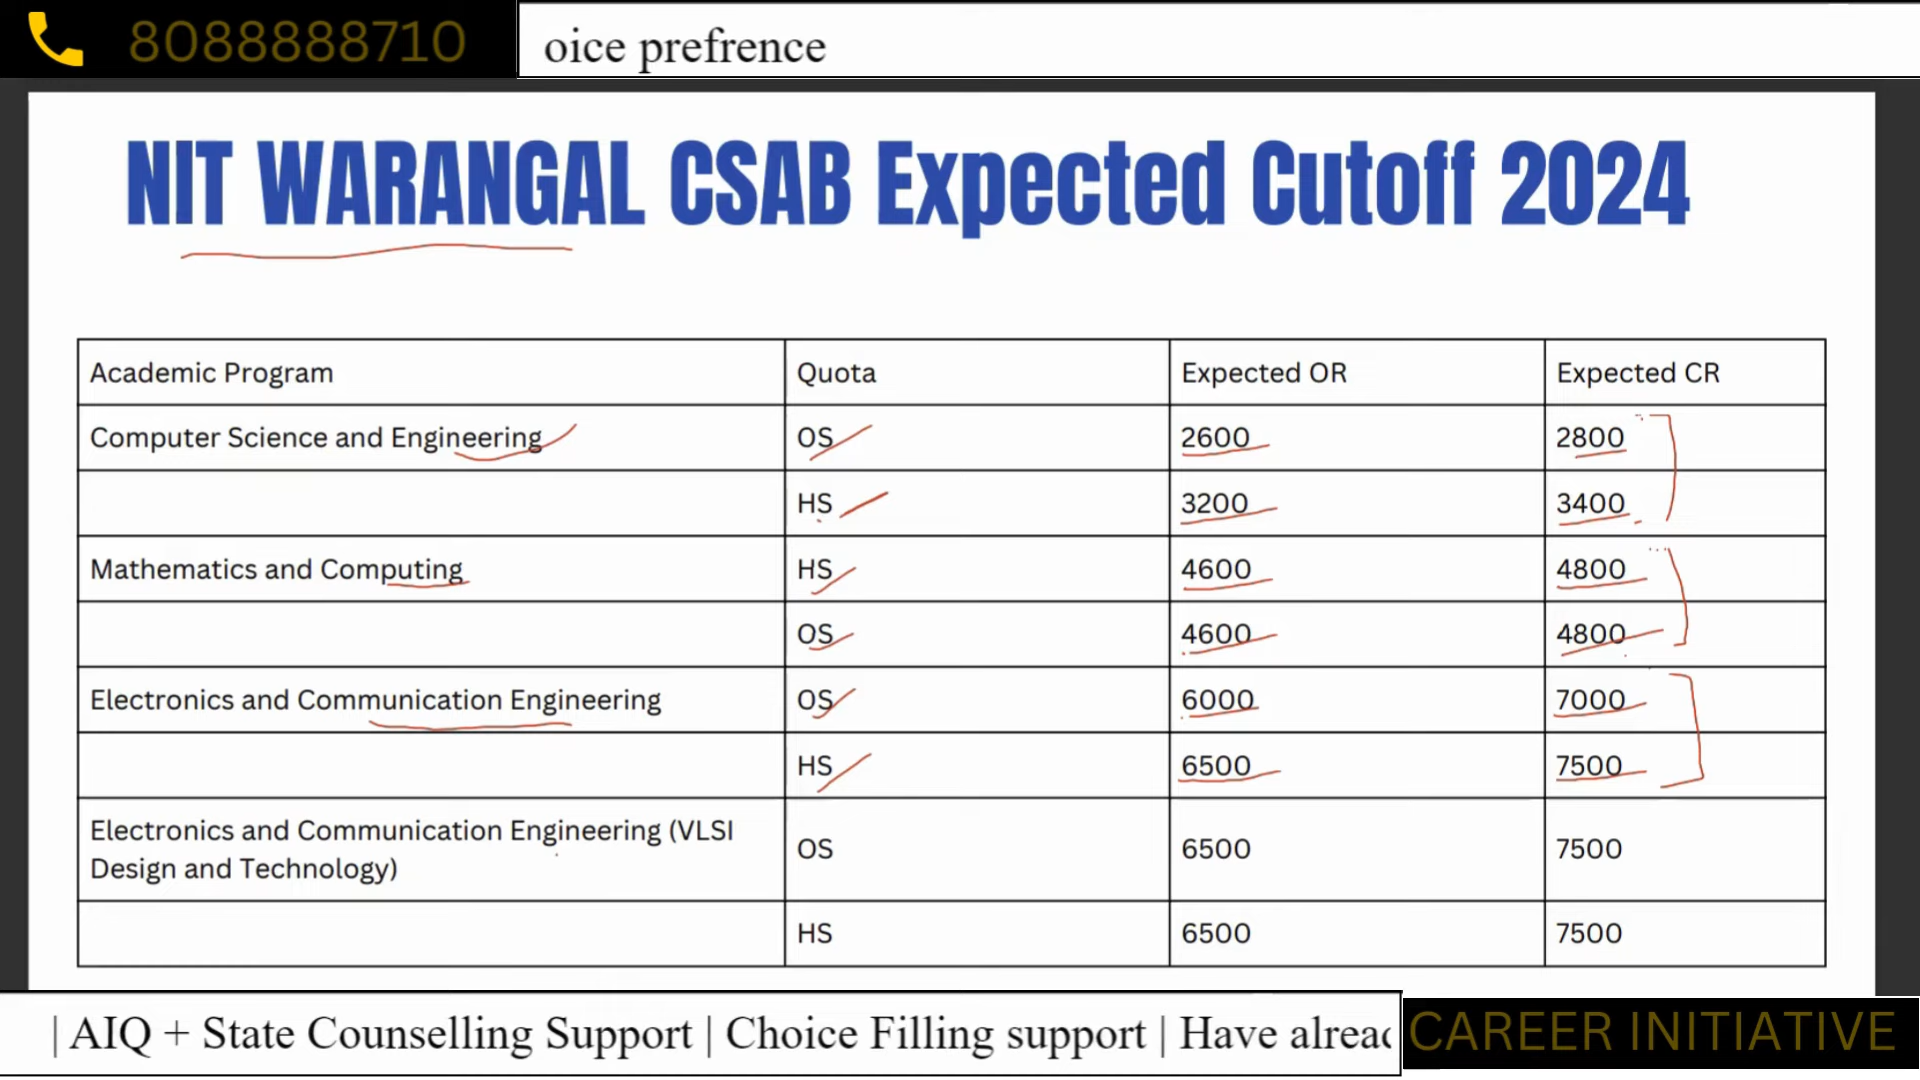 8088888710
oice prefrence
NIT WARANGAL CSAB Expected Cutoff 2024
Academic Program Quota Expected OR Expected CR
Computer Science and Engineering OS 2600 2800
HS 3200 3400
Mathematics and Computing HS 4600 4800
OS 4600 4800
Electronics and Communication Engineering OS 6000 7000
HS 6500 7500
Electronics and Communication Engineering (VLSI
Design and Technology) OS 6500 7500
HS 6500 7500
| AIQ + State Counselling Support | Choice Filling support | Have alreac
CAREER INITIATIVE